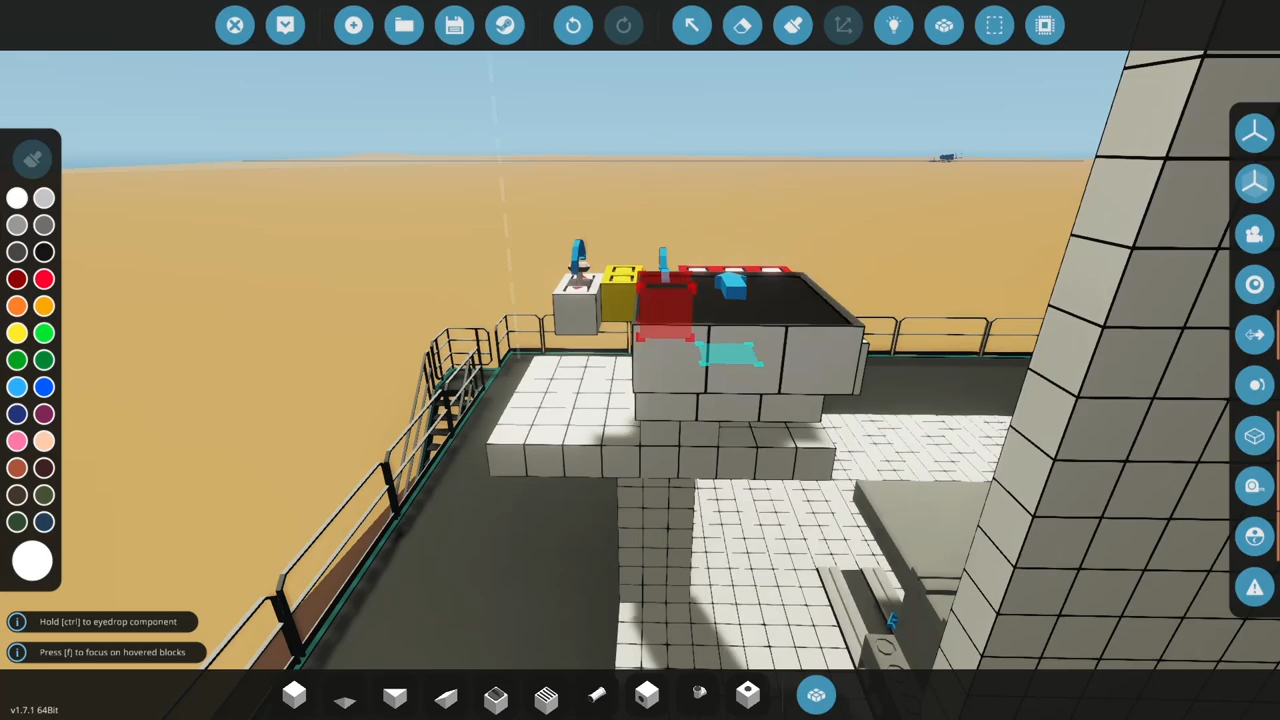 Hold [ctrl] to eyedrop component
Press [f] to focus on hovered blocks
v1.7.1 64Bit